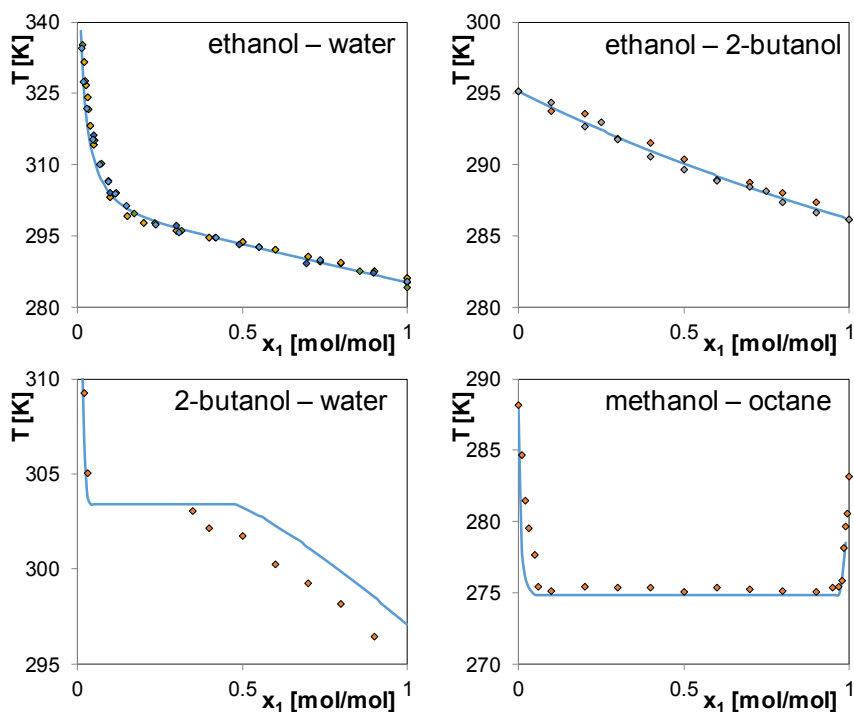 340
325
310
295
280
T [K]
ethanol – water
0
0.5
1
x1 [mol/mol]
300
295
290
285
280
T [K]
ethanol – 2-butanol
0
0.5
1
x1 [mol/mol]
310
305
300
295
T [K]
2-butanol – water
0
0.5
1
x1 [mol/mol]
290
285
280
275
270
T [K]
methanol – octane
0
0.5
1
x1 [mol/mol]